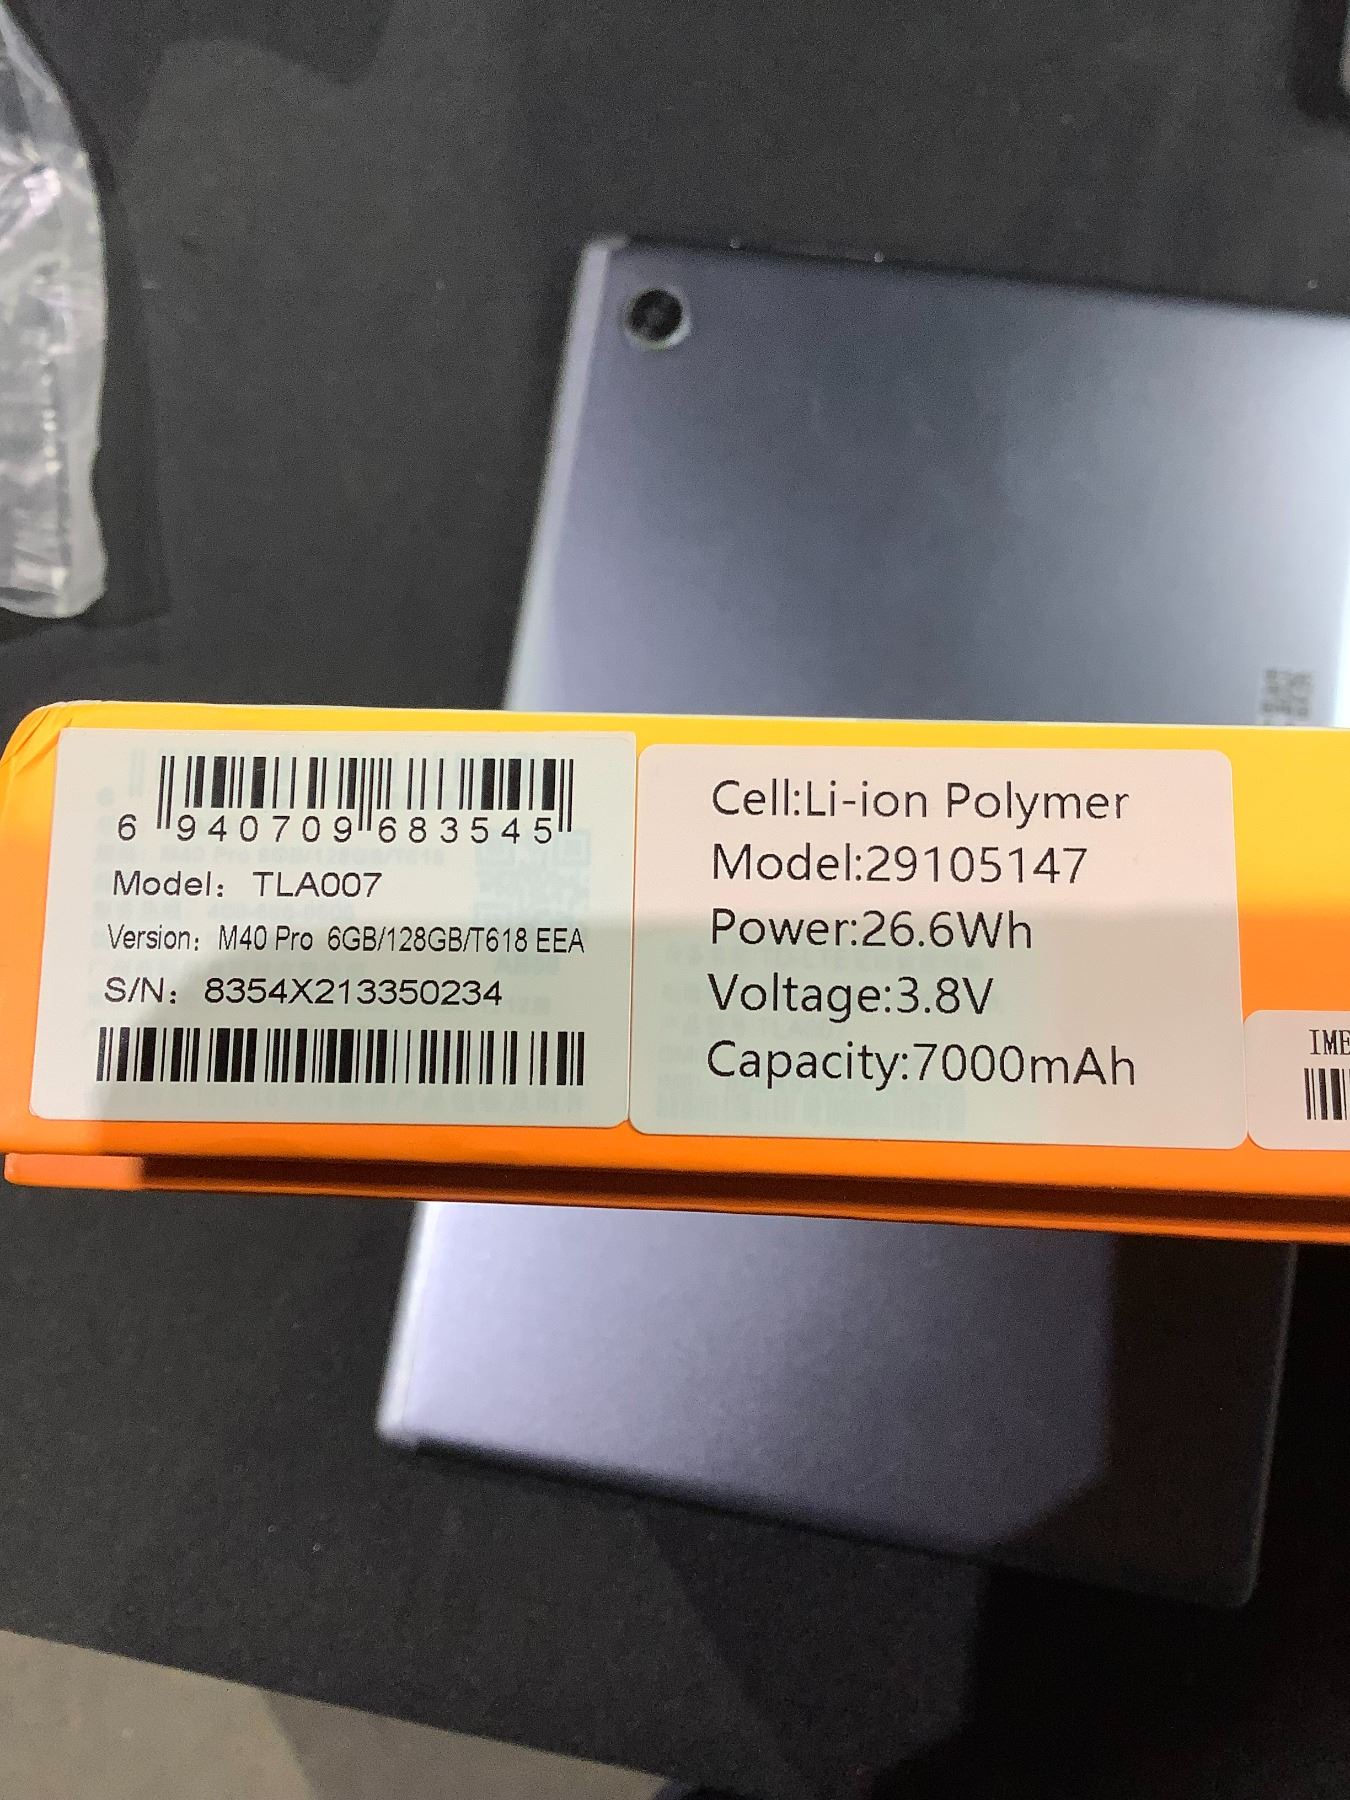 6 940709 683545
Model: TLA007
Version: M40 Pro 6GB/128GB/T618 EEA
S/N: 8354X213350234
Cell:Li-ion Polymer
Model:29105147
Power:26.6Wh
Voltage:3.8V
Capacity:7000mAh
IME